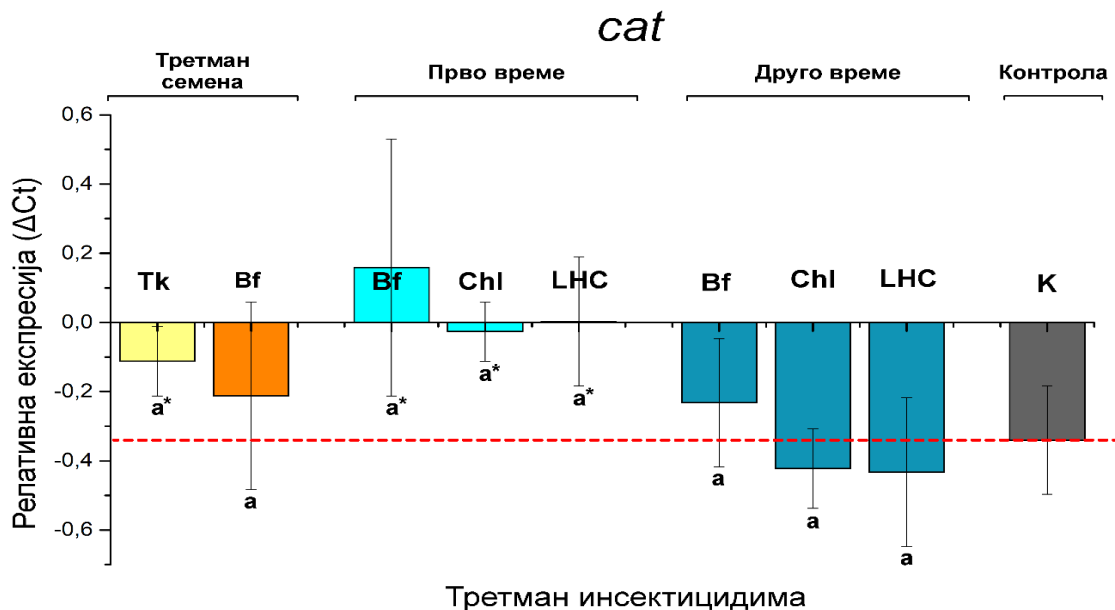 cat
Третман
семена
Прво време
Друго време
Контрола
Релативна експресија (ΔCt)
0,6
0,4
0,2
0,0
-0,2
-0,4
-0,6
Tk
Bf
Bf
Chl
LHC
Bf
Chl
LHC
K
a*
a
a*
a*
a*
a
a
a
Третман инсектицидима